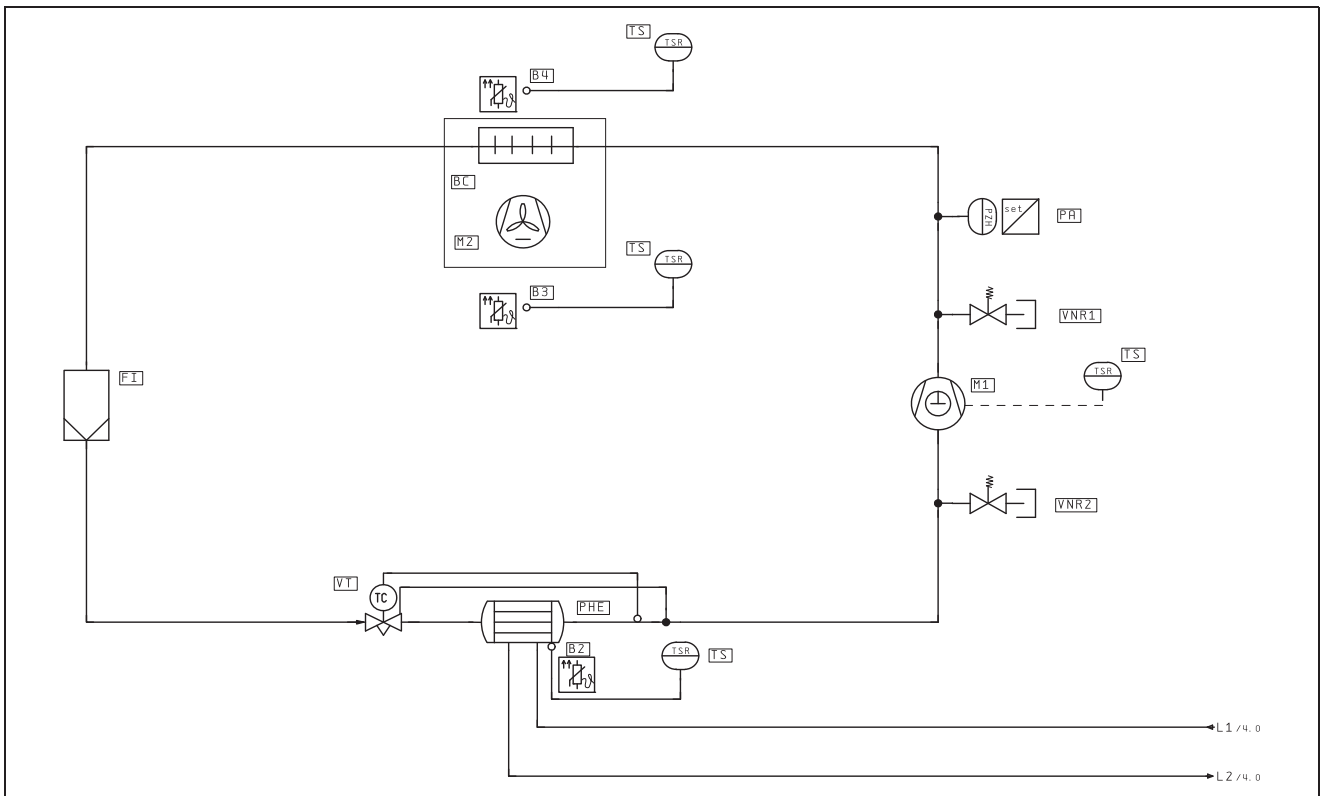 TS
TSR
B4
BC
M2
PZH
set
PA
TS
TSR
B3
VNR1
FI
M1
TS
TSR
VNR2
VT
TC
PHE
B2
TSR
TS
L1/4.0
L2/4.0